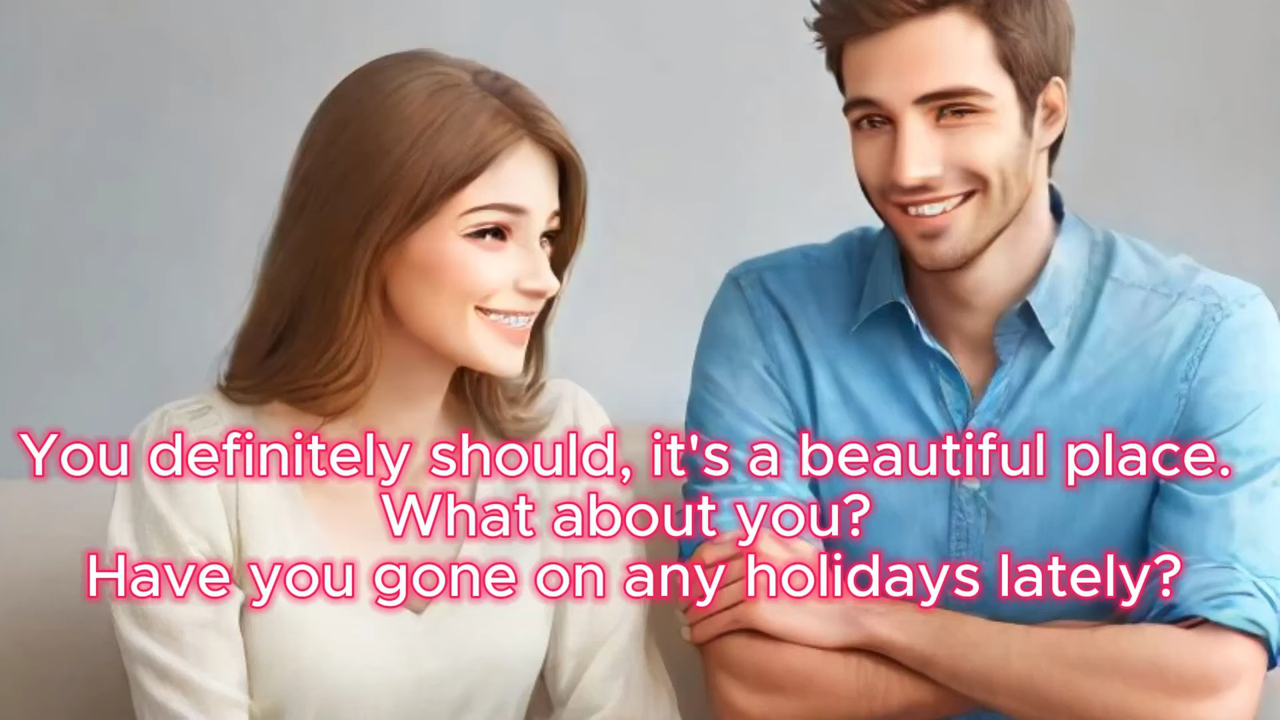 You definitely should, it's a beautiful place.
What about you?
Have you gone on any holidays lately?